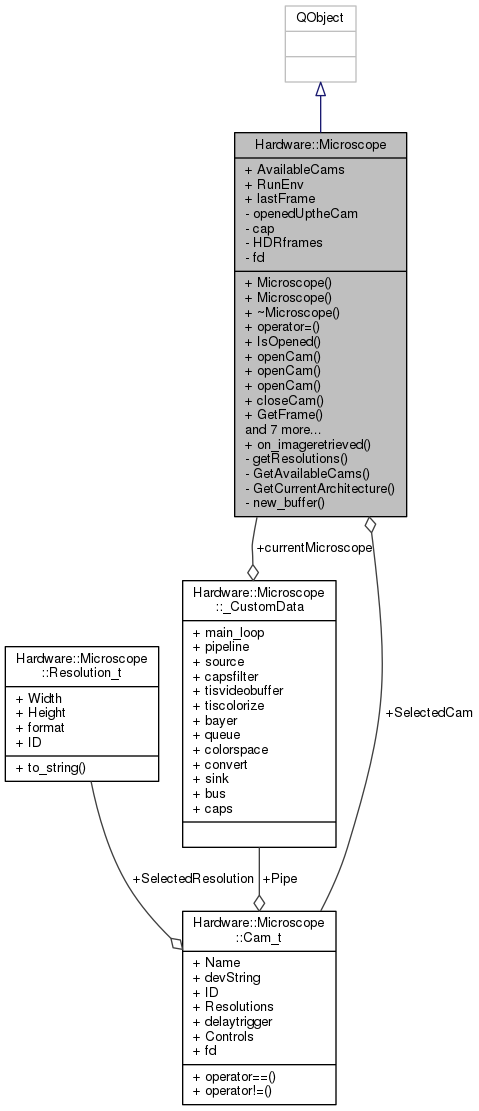 QObject
Hardware::Microscope
+ AvailableCams
+ RunEnv
+ lastFrame
- openedUptheCam
- cap
- HDRframes
- fd
+ Microscope()
+ Microscope()
+ ~Microscope()
+ operator=()
+ IsOpened()
+ openCam()
+ openCam()
+ openCam()
+ closeCam()
+ GetFrame()
and 7 more...
+ on_imageretrieved()
- getResolutions()
- GetAvailableCams()
- GetCurrentArchitecture()
- new_buffer()
+currentMicroscope
Hardware::Microscope
::_CustomData
+ main_loop
+ pipeline
+ source
+ capsfilter
+ tisvideobuffer
+ tiscolorize
+ bayer
+ queue
+ colorspace
+ convert
+ sink
+ bus
+ caps
Hardware::Microscope
::Resolution_t
+ Width
+ Height
+ format
+ ID
+ to_string()
+SelectedCam
+SelectedResolution
+Pipe
Hardware::Microscope
::Cam_t
+ Name
+ devString
+ ID
+ Resolutions
+ delaytrigger
+ Controls
+ fd
+ operator==()
+ operator!=()